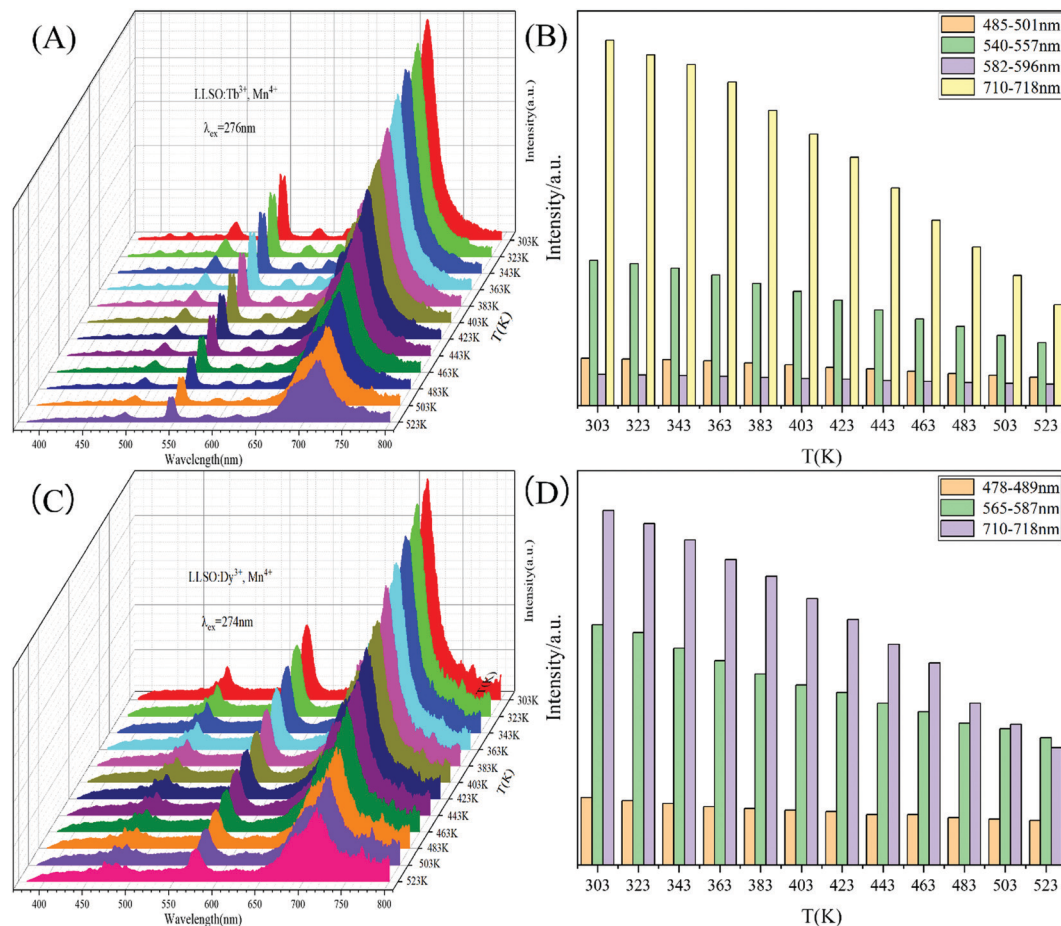 (A)
LLSO:Tb³⁺, Mn⁴⁺
λex=276nm
Intensity(a.u.)
303K
323K
343K
363K
383K
403K
423K
443K
463K
483K
503K
523K
T(K)
400 450 500 550 600 650 700 750 800
Wavelength(nm)
(B)
485-501nm
540-557nm
582-596nm
710-718nm
Intensity/a.u.
303 323 343 363 383 403 423 443 463 483 503 523
T(K)
(C)
LLSO:Dy³⁺, Mn⁴⁺
λex=274nm
Intensity(a.u.)
T(K)
303K
323K
343K
363K
383K
403K
423K
443K
463K
483K
503K
523K
T(K)
400 450 500 550 600 650 700 750 800
Wavelength(nm)
(D)
478-489nm
565-587nm
710-718nm
Intensity/a.u.
303 323 343 363 383 403 423 443 463 483 503 523
T(K)